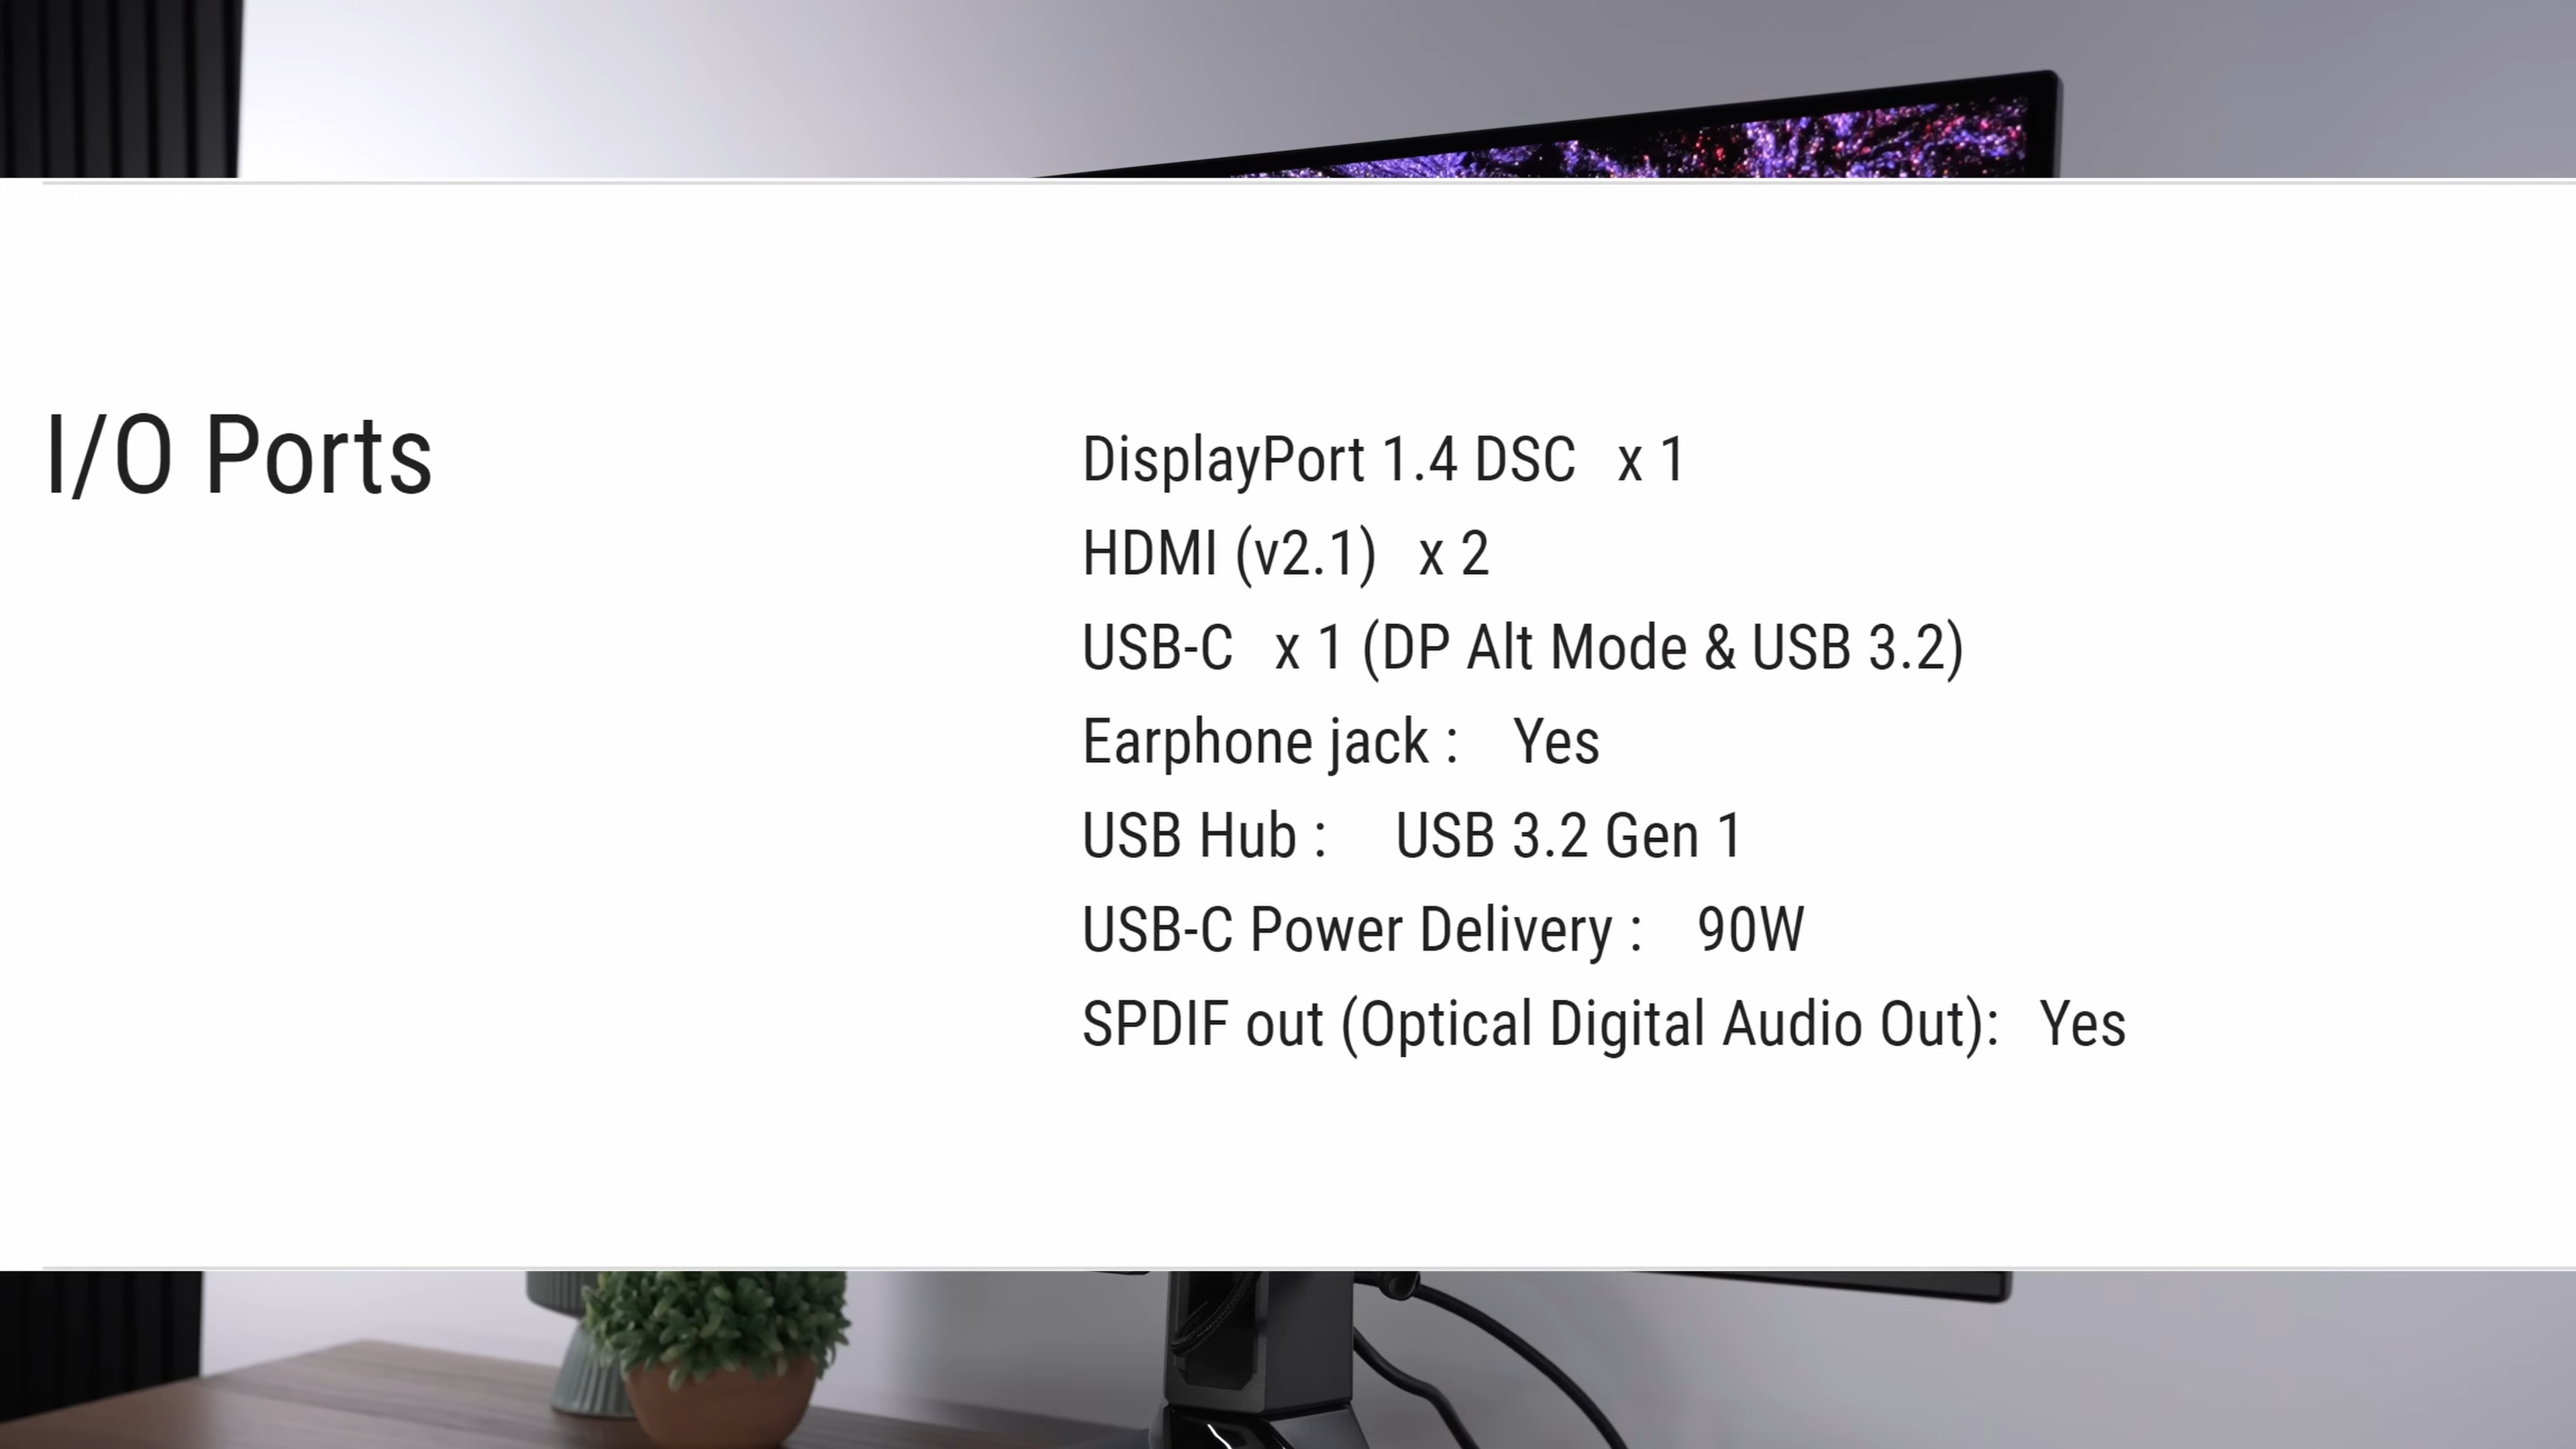 I/O Ports
DisplayPort 1.4 DSC x 1
HDMI (v2.1) x 2
USB-C x 1 (DP Alt Mode & USB 3.2)
Earphone jack : Yes
USB Hub : USB 3.2 Gen 1
USB-C Power Delivery : 90W
SPDIF out (Optical Digital Audio Out): Yes